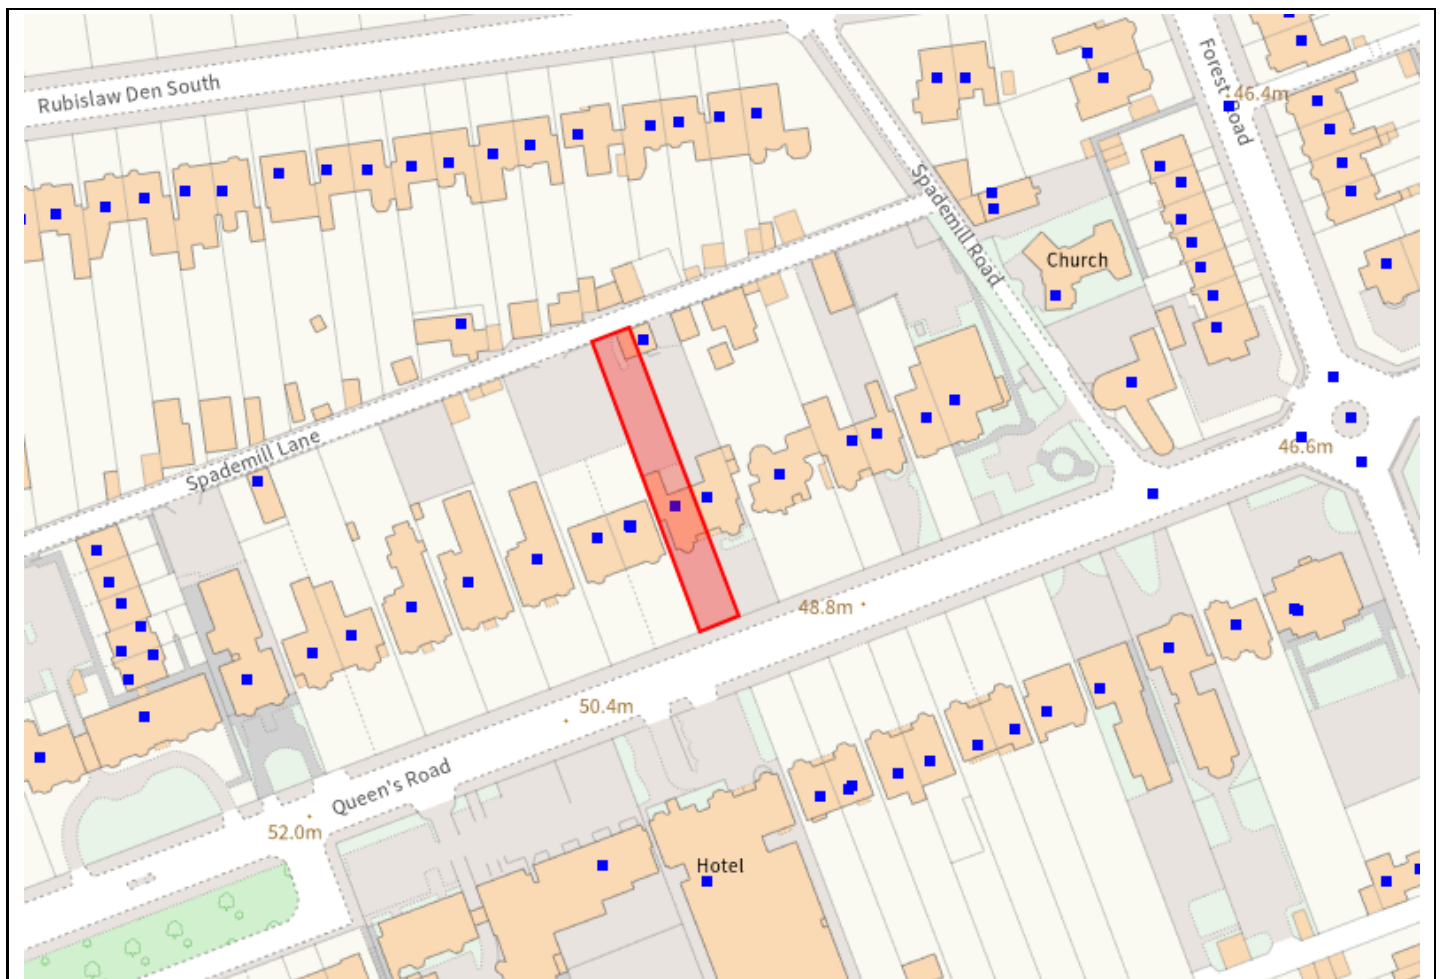 Rubislaw Den South
Forest Road
46.4m
Spademill Road
Church
Spademill Lane
46.6m
48.8m
50.4m
Queen's Road
52.0m
Hotel